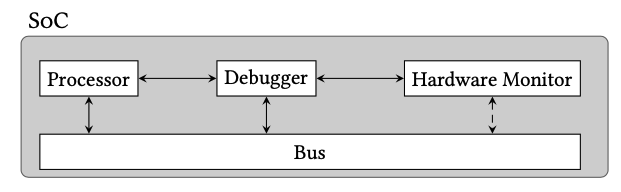 SoC
Processor
Debugger
Hardware Monitor
Bus